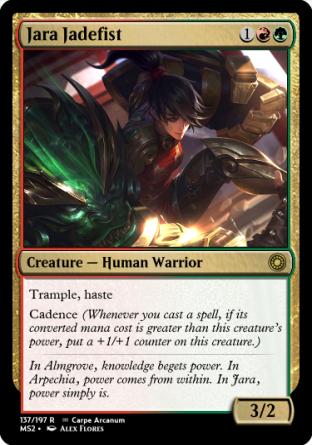 Jara Jadefist 1
Creature — Human Warrior
Trample, haste
Cadence (Whenever you cast a spell, if its
converted mana cost is greater than this creature's
power, put a +1/+1 counter on this creature.)
In Almgrove, knowledge begets power. In
Arpechia, power comes from within. In Jara,
power simply is.
3/2
137/197 R Carpe Arcanum
MS2 • Alex Flores